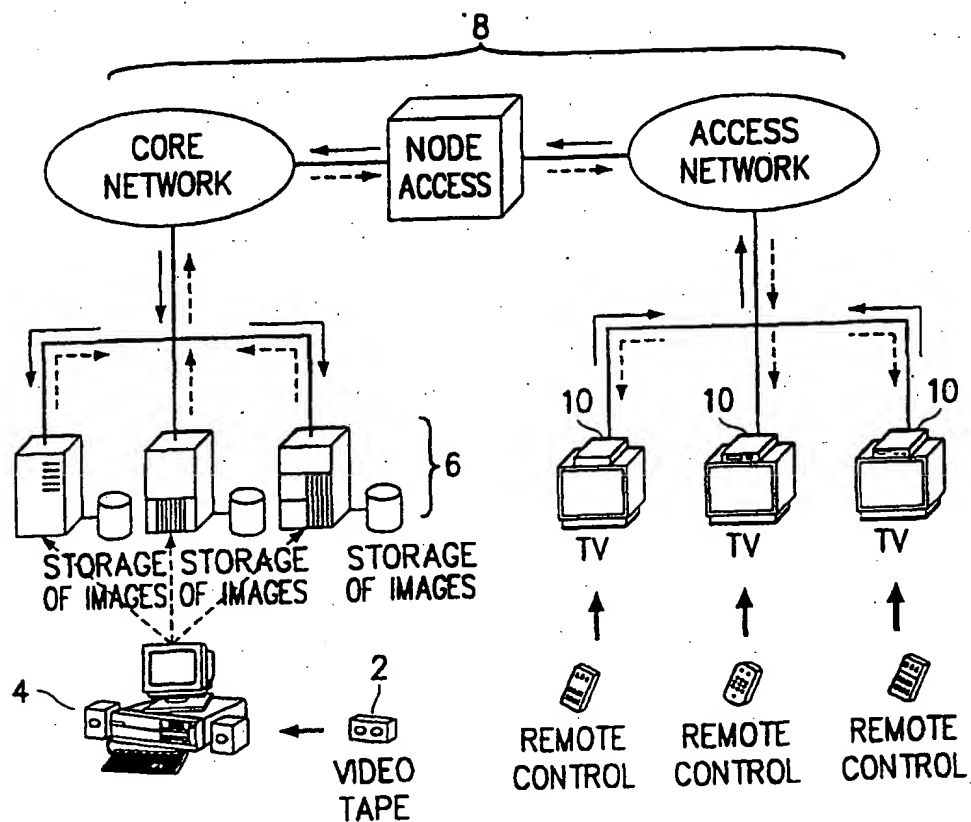 8
CORE
NETWORK
NODE
ACCESS
ACCESS
NETWORK
10
10
10
6
STORAGE
OF IMAGES
STORAGE
OF IMAGES
STORAGE
OF IMAGES
TV
TV
TV
4
2
VIDEO
TAPE
REMOTE
CONTROL
REMOTE
CONTROL
REMOTE
CONTROL